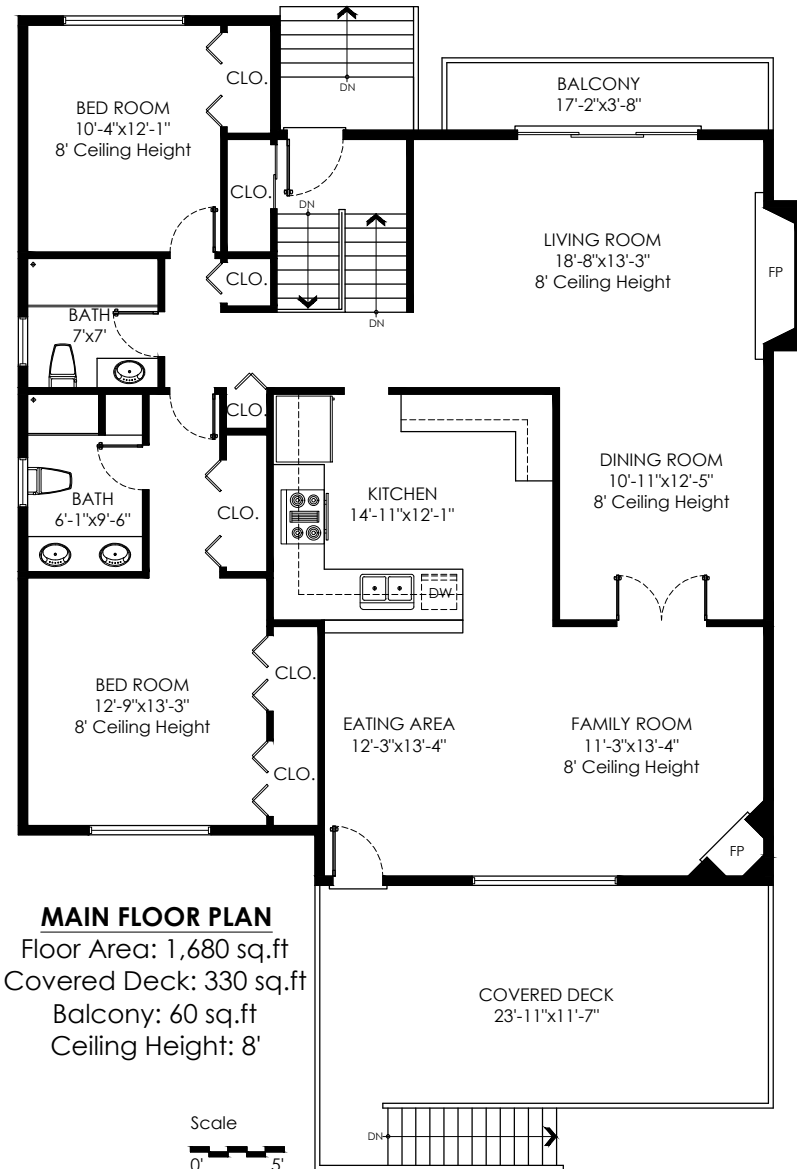 CLO.
DN
BALCONY
17'-2"x3'-8"
BED ROOM
10'-4"x12'-1"
8' Ceiling Height
CLO.
DN
LIVING ROOM
18'-8"x13'-3"
8' Ceiling Height
FP
CLO.
DN
BATH
7'x7'
CLO.
KITCHEN
14'-11"x12'-1"
DINING ROOM
10'-11"x12'-5"
8' Ceiling Height
BATH
6'-1"x9'-6"
CLO.
DW
BED ROOM
12'-9"x13'-3"
8' Ceiling Height
CLO.
CLO.
EATING AREA
12'-3"x13'-4"
FAMILY ROOM
11'-3"x13'-4"
8' Ceiling Height
FP
MAIN FLOOR PLAN
Floor Area: 1,680 sq.ft
Covered Deck: 330 sq.ft
Balcony: 60 sq.ft
Ceiling Height: 8'
COVERED DECK
23'-11"x11'-7"
DN
Scale
0' 5'